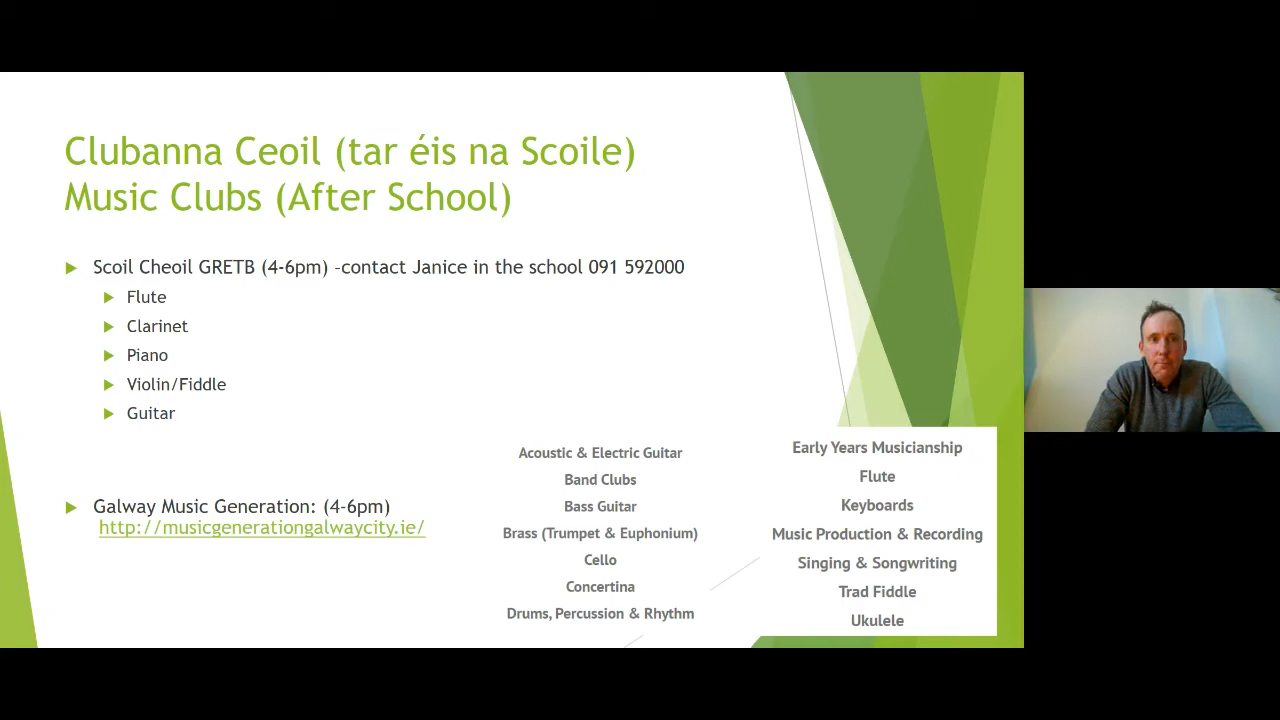 Clubanna Ceoil (tar éis na Scoile)
Music Clubs (After School)
Scoil Cheoil GRETB (4-6pm) –contact Janice in the school 091 592000
Flute
Clarinet
Piano
Violin/Fiddle
Guitar
Galway Music Generation: (4-6pm)
http://musicgenerationgalwaycity.ie/
Acoustic & Electric Guitar
Band Clubs
Bass Guitar
Brass (Trumpet & Euphonium)
Cello
Concertina
Drums, Percussion & Rhythm
Early Years Musicianship
Flute
Keyboards
Music Production & Recording
Singing & Songwriting
Trad Fiddle
Ukulele